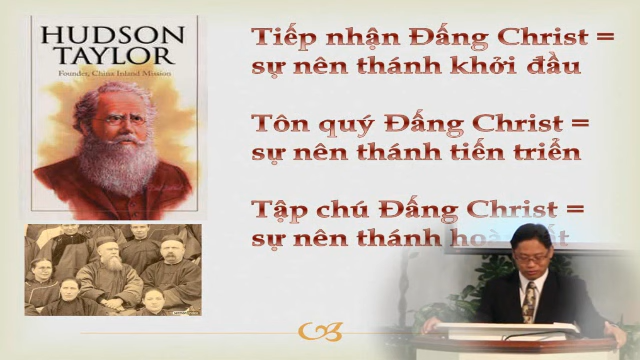 HUDSON
TAYLOR
Founder, China Inland Mission
Tiếp nhận Đấng Christ =
sự nên thánh khởi đầu
Tôn quý Đấng Christ =
sự nên thánh tiến triển
Tập chú Đấng Christ =
sự nên thánh